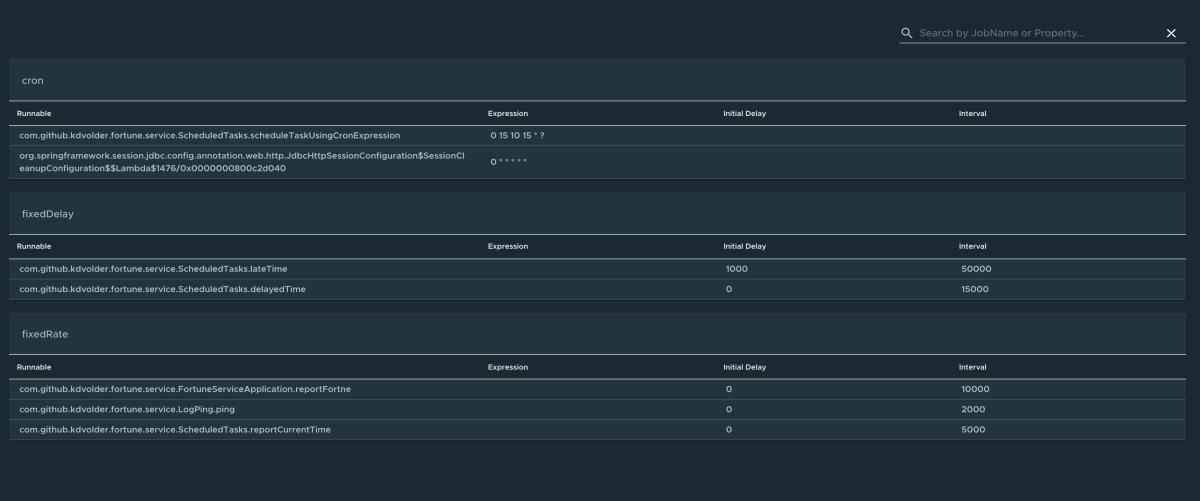 Search by JobName or Property...
cron
Runnable Expression Initial Delay Interval
com.github.kdvolder.fortune.service.ScheduledTasks.scheduleTaskUsingCronExpression 0 15 10 15 * ?
org.springframework.session.jdbc.config.annotation.web.http.JdbcHttpSessionConfiguration$SessionCl
eanupConfiguration$$Lambda$1476/0x0000000800c2d040 0 * * * * *
fixedDelay
Runnable Expression Initial Delay Interval
com.github.kdvolder.fortune.service.ScheduledTasks.lateTime 1000 50000
com.github.kdvolder.fortune.service.ScheduledTasks.delayedTime 0 15000
fixedRate
Runnable Expression Initial Delay Interval
com.github.kdvolder.fortune.service.FortuneServiceApplication.reportFortne 0 10000
com.github.kdvolder.fortune.service.LogPing.ping 0 2000
com.github.kdvolder.fortune.service.ScheduledTasks.reportCurrentTime 0 5000